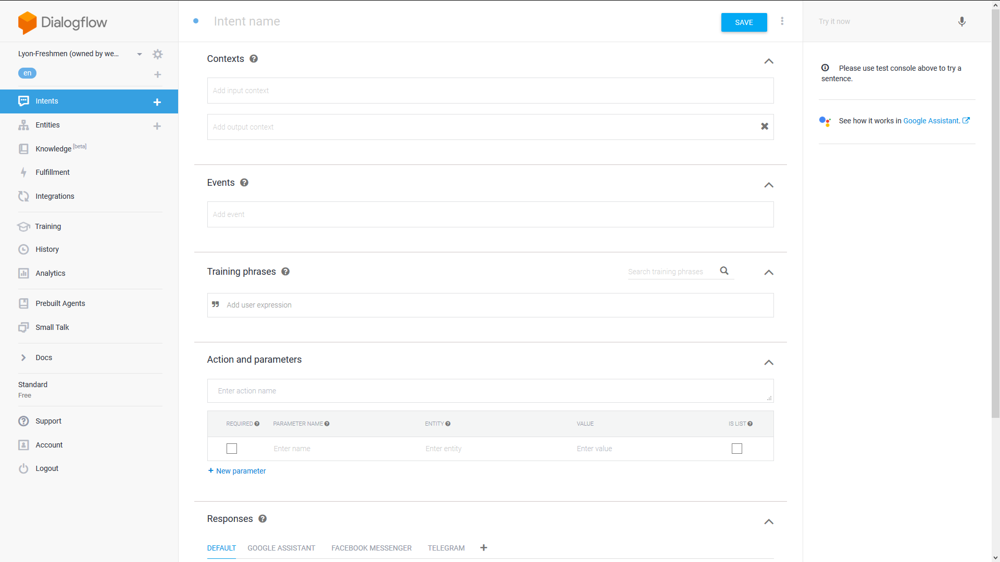 Dialogflow
Lyon-Freshmen (owned by we...
en
Intents
Entities
Knowledge [beta]
Fulfillment
Integrations
Training
History
Analytics
Prebuilt Agents
Small Talk
Docs
Standard
Free
Support
Account
Logout
Intent name
SAVE
Contexts
Add input context
Add output context
Events
Add event
Training phrases
Search training phrases
Add user expression
Action and parameters
Enter action name
REQUIRED PARAMETER NAME ENTITY VALUE IS LIST
Enter name Enter entity Enter value
+ New parameter
Responses
DEFAULT GOOGLE ASSISTANT FACEBOOK MESSENGER TELEGRAM +
Try it now
Please use test console above to try a
sentence.
See how it works in Google Assistant.